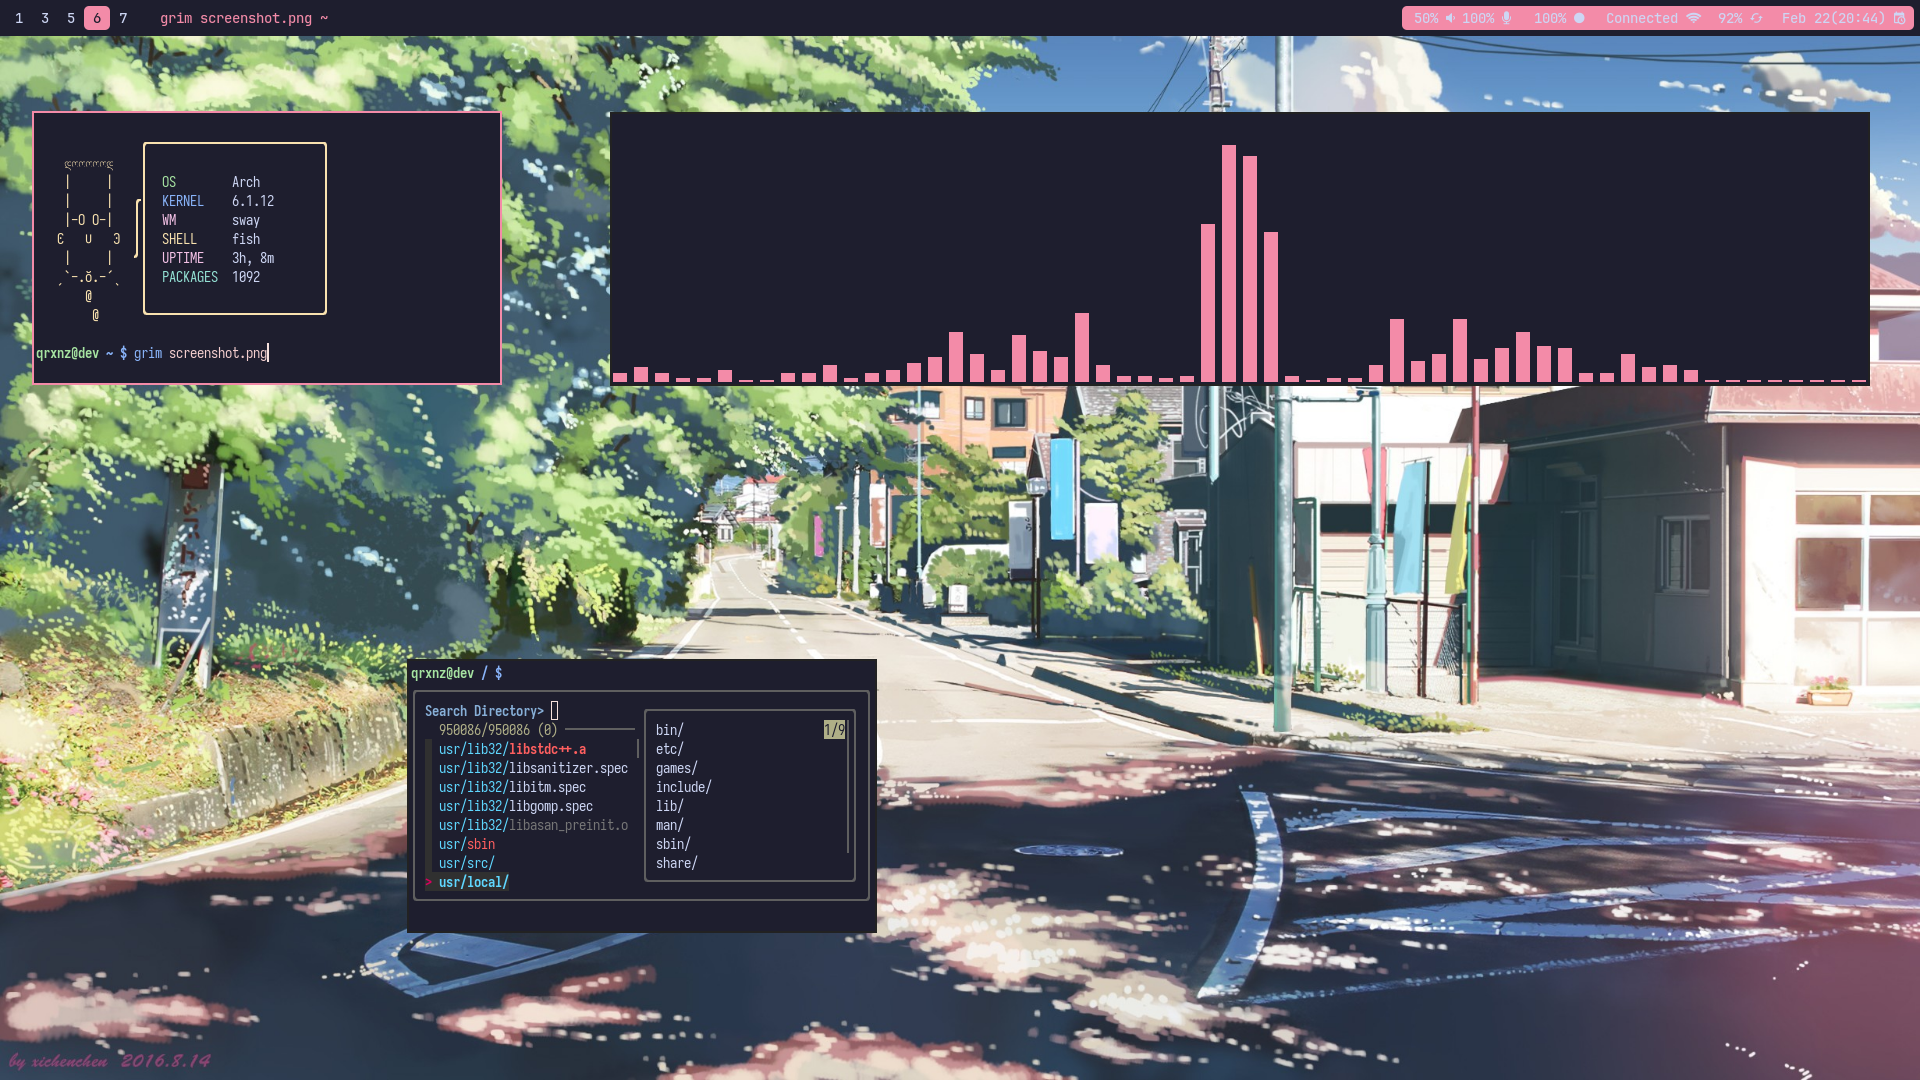 1 3 5 6 7 grim screenshot.png ~ 50% 100% 100% Connected 92% Feb 22(20:44)
OS Arch
KERNEL 6.1.12
WM sway
SHELL fish
UPTIME 3h, 8m
PACKAGES 1092
qrxnz@dev ~ $ grim screenshot.png
qrxnz@dev / $
Search Directory>
950086/950086 (0)
usr/lib32/libstdc++.a
usr/lib32/libsanitizer.spec
usr/lib32/libitm.spec
usr/lib32/libgomp.spec
usr/lib32/libasan_preinit.o
usr/sbin
usr/src/
> usr/local/
bin/ 1/9
etc/
games/
include/
lib/
man/
sbin/
share/
by xichenchen 2016.8.14